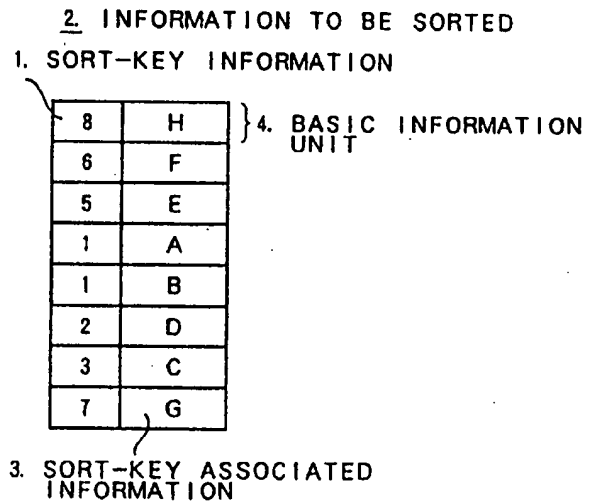 2. INFORMATION TO BE SORTED
1. SORT-KEY INFORMATION
8 H
4. BASIC INFORMATION
UNIT
6 F
5 E
1 A
1 B
2 D
3 C
7 G
3. SORT-KEY ASSOCIATED
INFORMATION